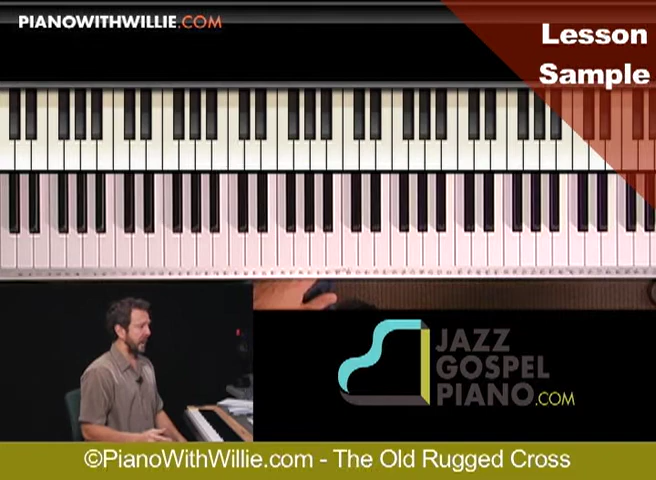 PIANOWITHWILLIE.COM
Lesson
Sample
JAZZ
GOSPEL
PIANO.COM
©PianoWithWillie.com - The Old Rugged Cross